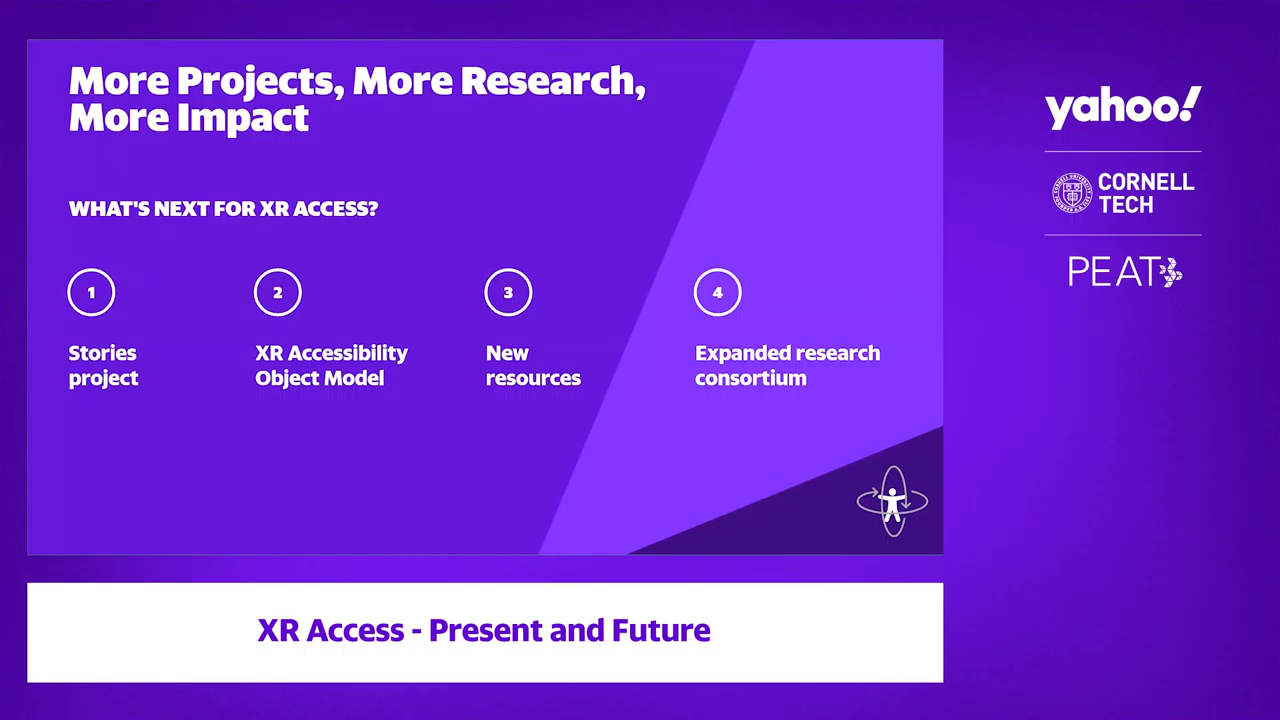 More Projects, More Research,
More Impact
WHAT'S NEXT FOR XR ACCESS?
1
Stories
project
2
XR Accessibility
Object Model
3
New
resources
4
Expanded research
consortium
XR Access - Present and Future
yahoo!
CORNELL
TECH
PEAT